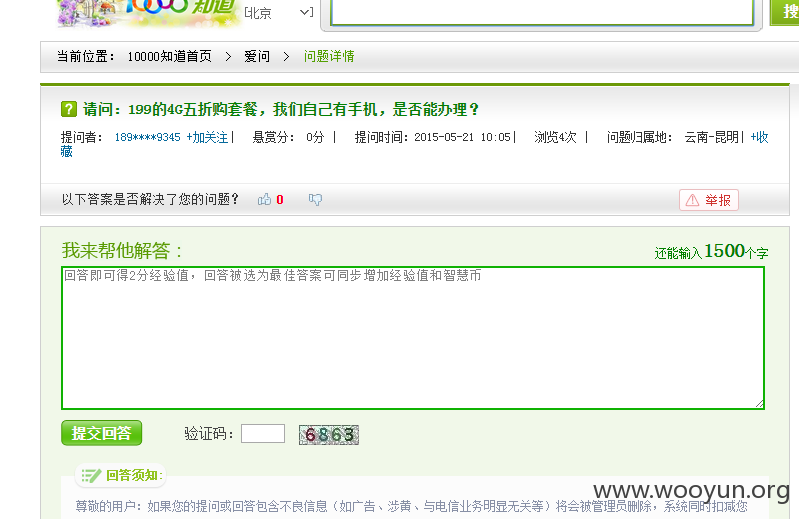 10000知道 [北京 ] 搜
当前位置: 10000知道首页 > 爱问 > 问题详情
? 请问：199的4G五折购套餐，我们自己有手机，是否能办理？
提问者： 189****9345 +加关注| 悬赏分： 0分 | 提问时间：2015-05-21 10:05| 浏览4次 | 问题归属地： 云南-昆明| +收
藏
以下答案是否解决了您的问题？ 0 举报
我来帮他解答： 还能输入1500个字
回答即可得2分经验值，回答被选为最佳答案可同步增加经验值和智慧币
提交回答 验证码： 6863
回答须知:
尊敬的用户：如果您的提问或回答包含不良信息（如广告、涉黄、与电信业务明显无关等）将会被管理员删除，系统同时扣减您
www.wooyun.org